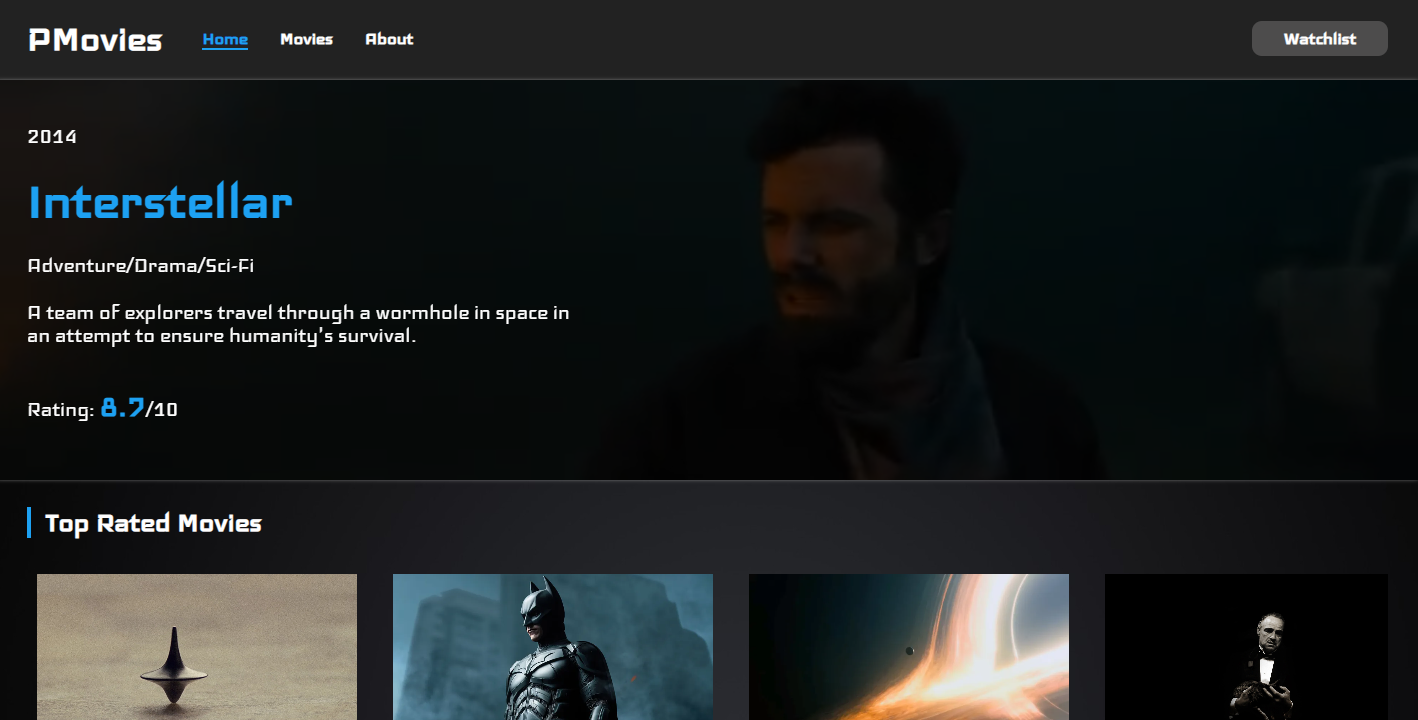 PMovies
Home
Movies
About
Watchlist
2014
Interstellar
Adventure/Drama/Sci-Fi
A team of explorers travel through a wormhole in space in
an attempt to ensure humanity's survival.
Rating: 8.7/10
Top Rated Movies